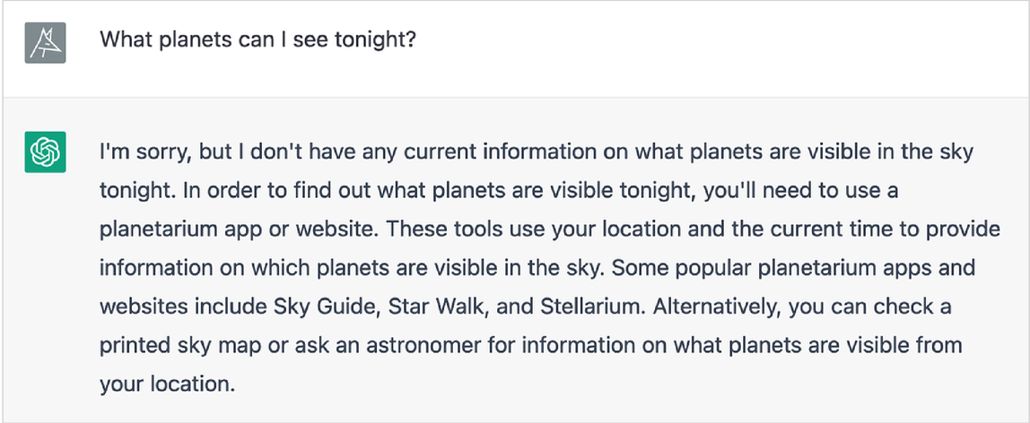 What planets can I see tonight?
I'm sorry, but I don't have any current information on what planets are visible in the sky
tonight. In order to find out what planets are visible tonight, you'll need to use a
planetarium app or website. These tools use your location and the current time to provide
information on which planets are visible in the sky. Some popular planetarium apps and
websites include Sky Guide, Star Walk, and Stellarium. Alternatively, you can check a
printed sky map or ask an astronomer for information on what planets are visible from
your location.